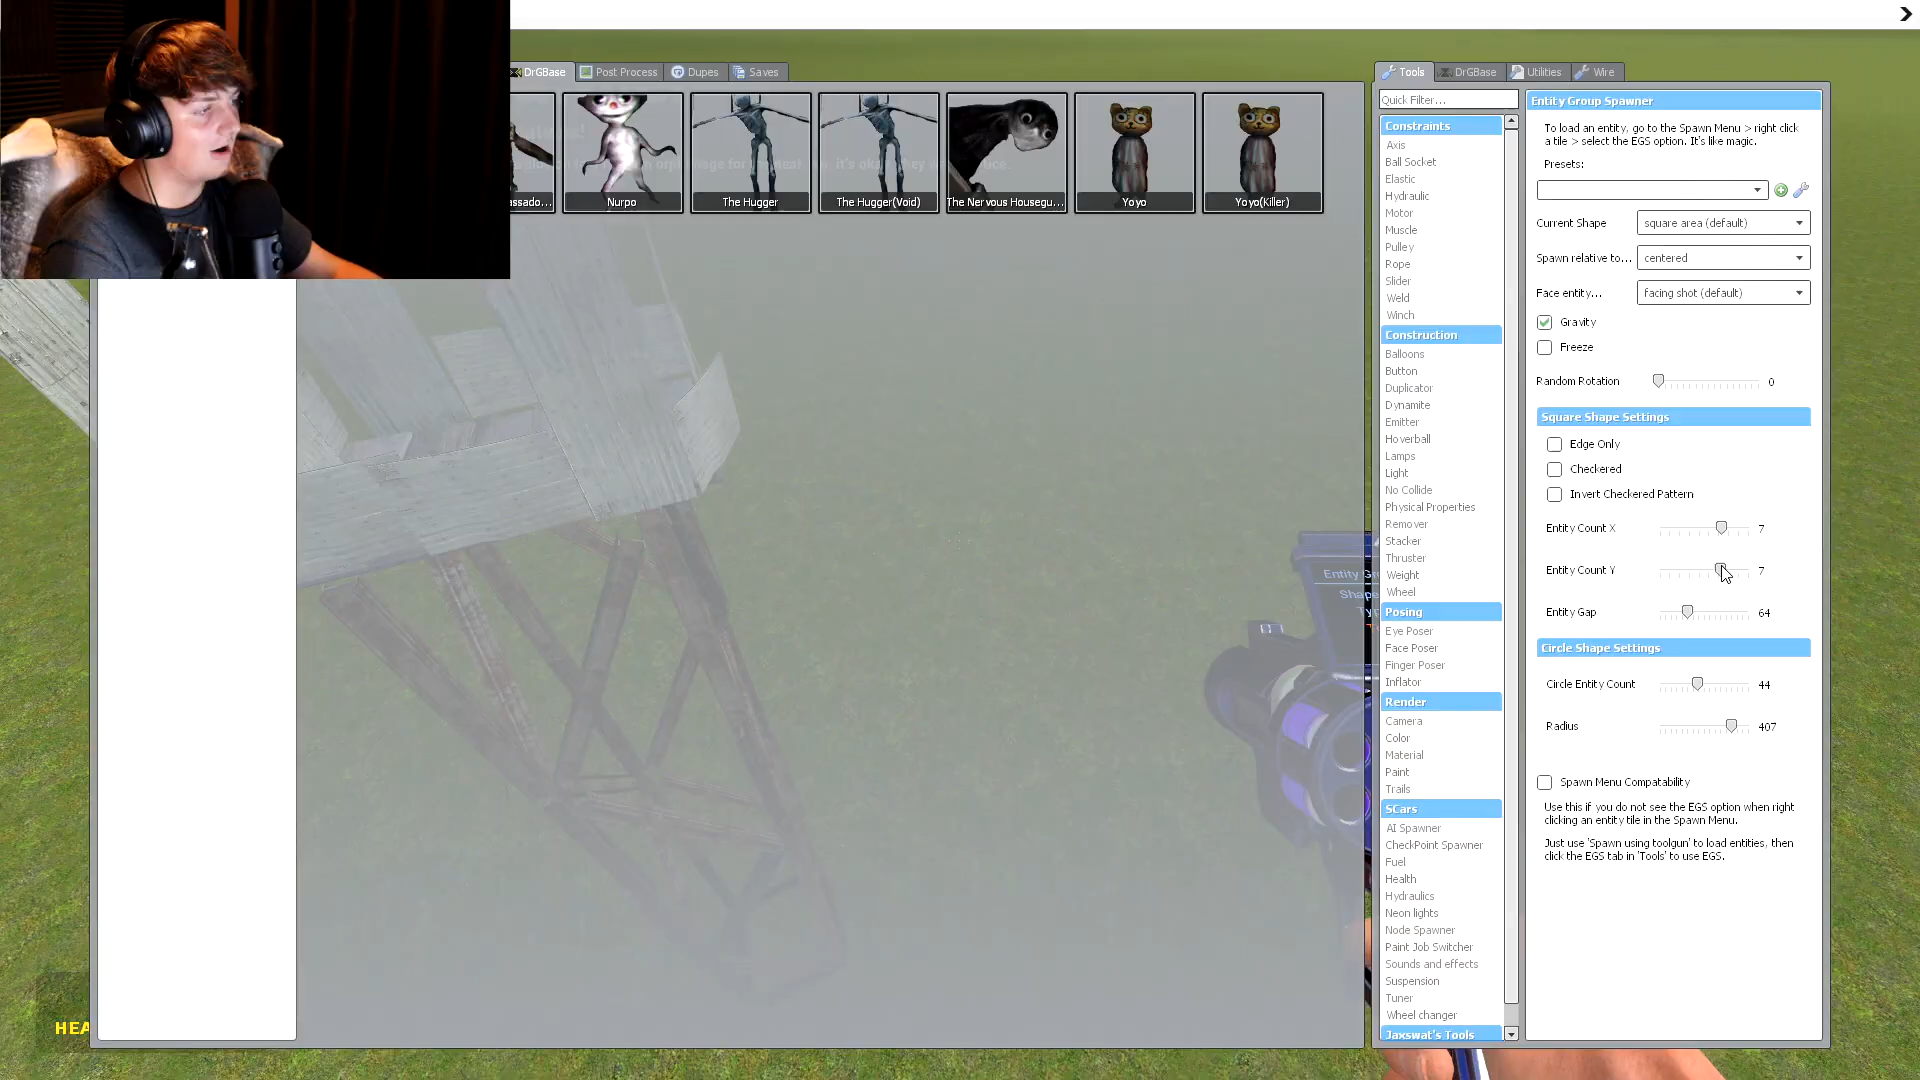 DrGBase
Post Process
Dupes
Saves
Tools
DrGBase
Utilities
Wire
assado...
Nurpo
The Hugger
The Hugger(Void)
The Nervous Housegu...
Yoyo
Yoyo(Killer)
HEA
Entity Gr
Shape
Quick Filter...
Constraints
Axis
Ball Socket
Elastic
Hydraulic
Motor
Muscle
Pulley
Rope
Slider
Weld
Winch
Construction
Balloons
Button
Duplicator
Dynamite
Emitter
Hoverball
Lamps
Light
No Collide
Physical Properties
Remover
Stacker
Thruster
Weight
Wheel
Posing
Eye Poser
Face Poser
Finger Poser
Inflator
Render
Camera
Color
Material
Paint
Trails
SCars
AI Spawner
CheckPoint Spawner
Fuel
Health
Hydraulics
Neon lights
Node Spawner
Paint Job Switcher
Sounds and effects
Suspension
Tuner
Wheel changer
Jaxswat's Tools
Entity Group Spawner
To load an entity, go to the Spawn Menu > right click
a tile > select the EGS option. It's like magic.
Presets:
Current Shape square area (default)
Spawn relative to... centered
Face entity... facing shot (default)
Gravity
Freeze
Random Rotation 0
Square Shape Settings
Edge Only
Checkered
Invert Checkered Pattern
Entity Count X 7
Entity Count Y 7
Entity Gap 64
Circle Shape Settings
Circle Entity Count 44
Radius 407
Spawn Menu Compatability
Use this if you do not see the EGS option when right
clicking an entity tile in the Spawn Menu.
Just use 'Spawn using toolgun' to load entities, then
click the EGS tab in 'Tools' to use EGS.